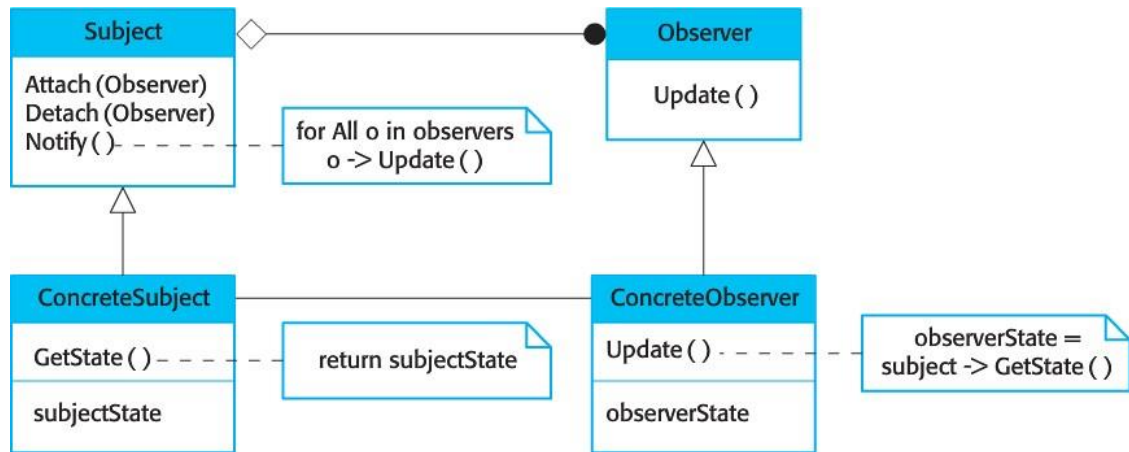 Subject
Attach (Observer)
Detach (Observer)
Notify ( )
for All o in observers
o -> Update ( )
Observer
Update ( )
ConcreteSubject
GetState ( )
subjectState
return subjectState
ConcreteObserver
Update ( )
observerState
observerState =
subject -> GetState ( )